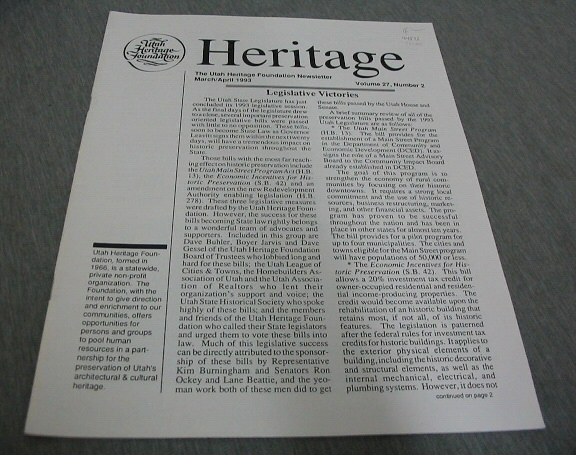 Utah
Heritage
Foundation
Heritage
The Utah Heritage Foundation Newsletter
March/April 1993
Volume 27, Number 2
Legislative Victories
The Utah State Legislature has just
concluded its 1993 legislative session.
As the final days of the legislature drew
to a close, several important preservation
oriented legislative bills were passed
with little to no opposition. These bills,
soon to become State Law as Governor
Leavitt signs them within the next twenty
days, will have a tremendous impact on
historic preservation throughout the
State.
These bills with the most far reach-
ing effect on historic preservation include
the Utah Main Street Program Act (H.B.
13); the Economic Incentives for His-
toric Preservation (S.B. 42) and an
amendment on the new Redevelopment
Authority enabling legislation (H.B.
278). These three legislative measures
were drafted by the Heritage Foun-
dation. However, the success for these
bills becoming State law rightly belongs
to a wonderful team of advocates and
supporters. Included in this group are
Dave Buhler, Boyer Jarvis and Dave
Gessel of the Utah Heritage Foundation
Board of Trustees who lobbied long and
hard for these bills; the Utah League of
Cities & Towns, the Homebuilders As-
sociation of Utah and the Utah Associa-
tion of Realtors who lent their
organization's support and voice; the
Utah State Historical Society who spoke
highly of these bills; and the members
and friends of the Utah Heritage Foun-
dation who called their State legislators
and urged them to vote these bills into
law. Much of this legislative success
can be directly attributed to the sponsor-
ship of these bills by Representative
Kim Burningham and Senators Ron
Ockey and Lane Beattie, and the yeo-
man work both of these men did to get
these bills passed by the Utah House and
Senate.
A brief summary review of all of the
preservation bills passed by the 1993
Utah Legislature are as follows:
* The Utah Main Street Program
(H.B. 13). The bill provides for the
establishment of a Main Street Program
in the Department of Community and
Economic Development (DCED). It as-
signs the role of a Main Street Advisory
Board to the Community Impact Board
already established in DCED.
The goal of this program is to
strengthen the economy of rural com-
munities by focusing on their historic
downtowns. It requires a strong local
commitment and the use of historic re-
sources, business restructuring, market-
ing, and other financial assets. The pro-
gram has proven to be successful
throughout the nation and has been in
place in other states for almost ten years.
The bill provides for a pilot program for
up to four municipalities. The cities and
towns eligible for the Main Street program
will have populations of 50,000 or less.
* The Economic Incentives for His-
toric Preservation (S.B. 42). This bill
allows a 20% investment tax credit for
owner-occupied residential and residen-
tial income-producing properties. The
credit would become available upon the
rehabilitation of an historic building that
retains most, if not all, of its historic
features. The legislation is patterned
after the federal rules for investment tax
credits for historic buildings. It applies to
the exterior physical elements of a
building, including the historic decorative
and structural elements, as well as the
internal mechanical, electrical, and
plumbing systems. However, it does not
continued on page 2
Utah Heritage Foun-
dation, formed in
1966, is a statewide,
private non-profit
organization. The
Foundation, with the
intent to give direction
and enrichment to our
communities, offers
opportunities for
persons and groups
to pool human
resources in a part-
nership for the
preservation of Utah's
architectural & cultural
heritage.